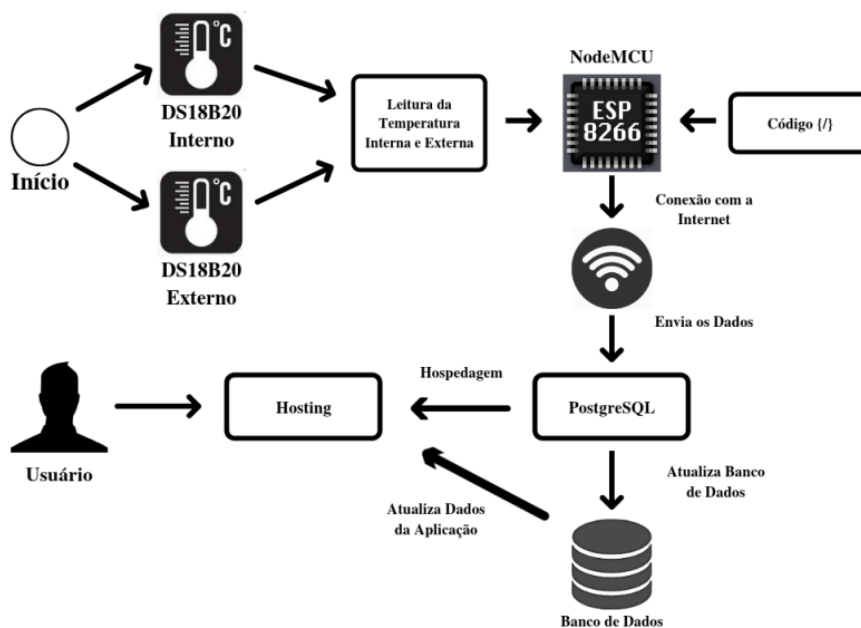 °C
DS18B20
Interno
Início
°C
DS18B20
Externo
Leitura da
Temperatura
Interna e Externa
NodeMCU
ESP
8266
Código {/}
Conexão com a
Internet
Envia os Dados
Usuário
Hosting
Hospedagem
PostgreSQL
Atualiza Dados
da Aplicação
Atualiza Banco
de Dados
Banco de Dados